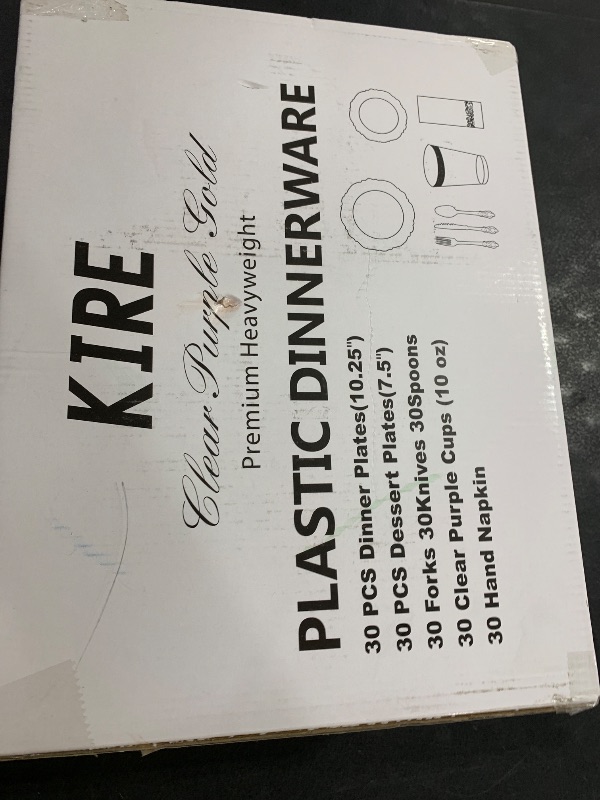 KIRE
Clear Purple Gold
Premium Heavyweight
PLASTIC DINNERWARE
30 PCS Dinner Plates(10.25")
30 PCS Dessert Plates(7.5")
30 Forks 30Knives 30Spoons
30 Clear Purple Cups (10 oz)
30 Hand Napkin